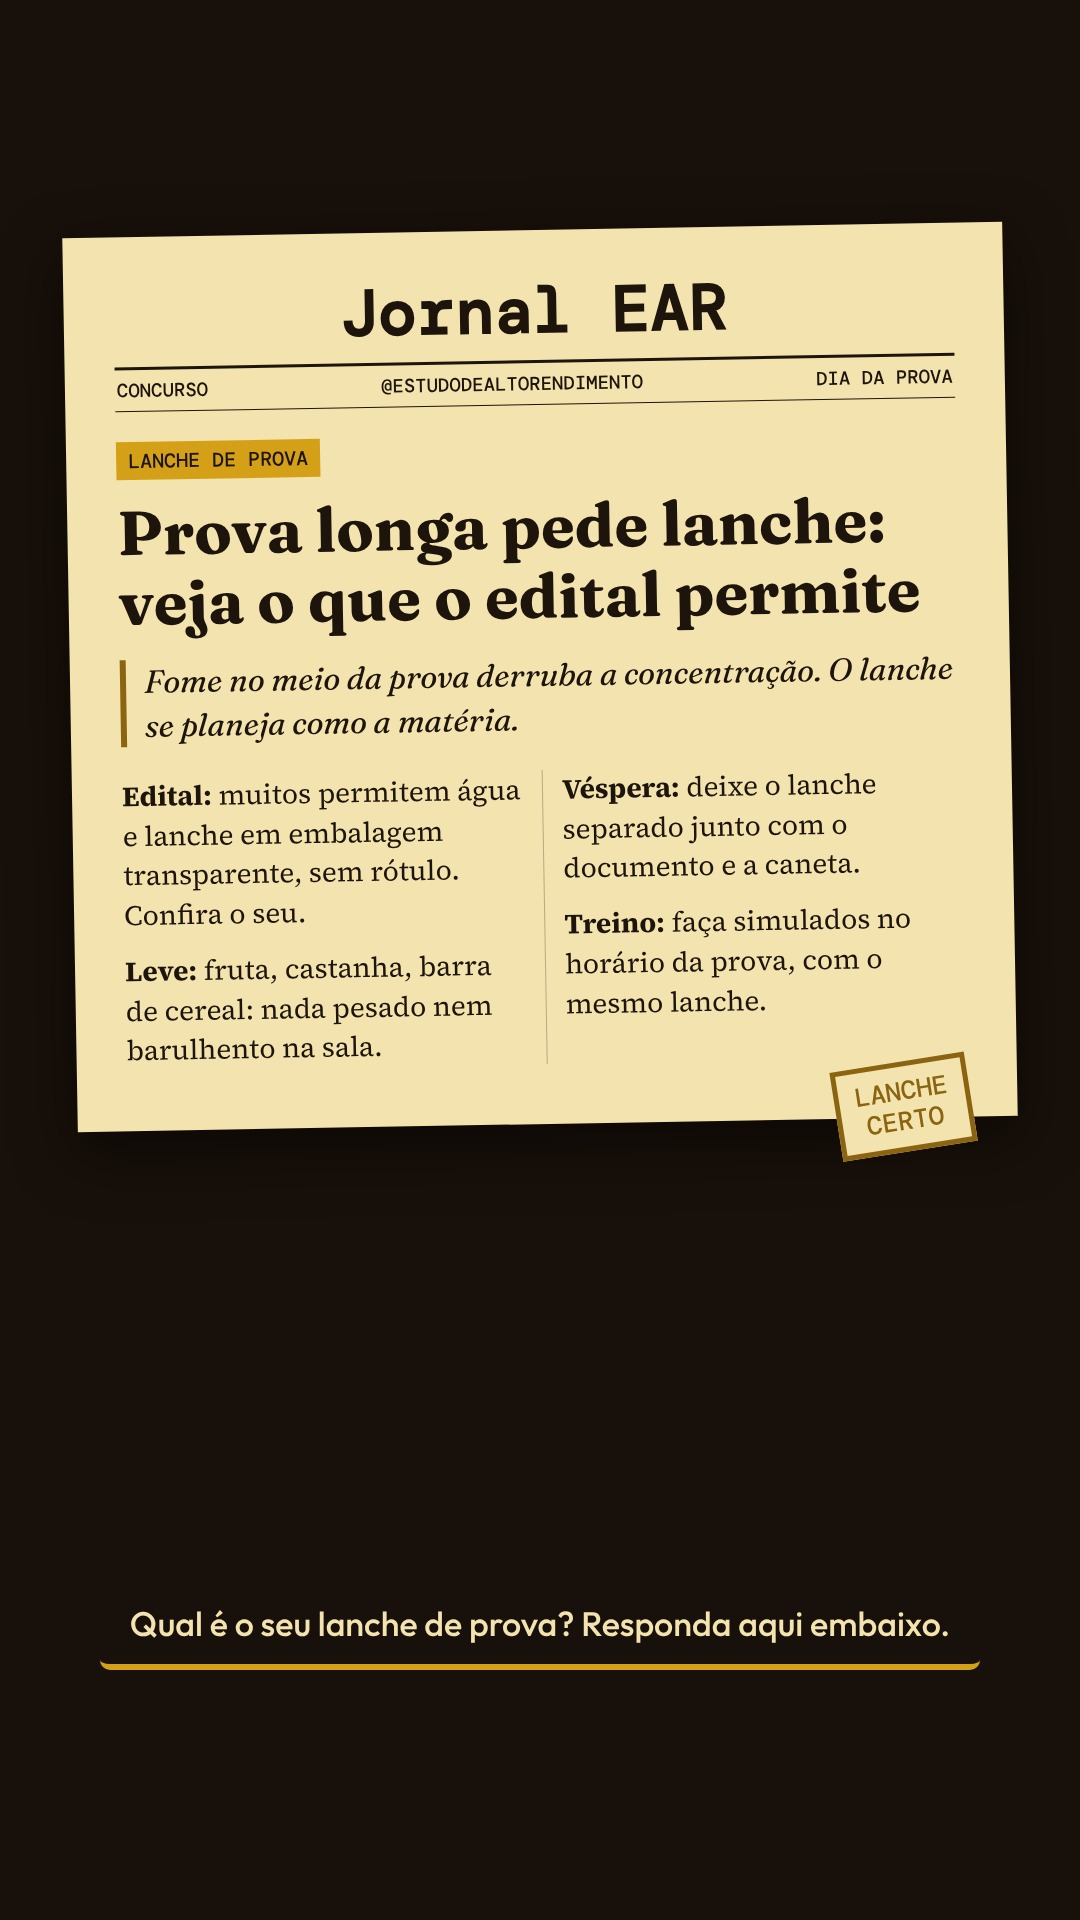 Jornal EAR
CONCURSO @ESTUDODEALTORENDIMENTO DIA DA PROVA
LANCHE DE PROVA
Prova longa pede lanche:
veja o que o edital permite
Fome no meio da prova derruba a concentração. O lanche
se planeja como a matéria.
Edital: muitos permitem água
e lanche em embalagem
transparente, sem rótulo.
Confira o seu.
Leve: fruta, castanha, barra
de cereal: nada pesado nem
barulhento na sala.
Véspera: deixe o lanche
separado junto com o
documento e a caneta.
Treino: faça simulados no
horário da prova, com o
mesmo lanche.
LANCHE
CERTO
Qual é o seu lanche de prova? Responda aqui embaixo.